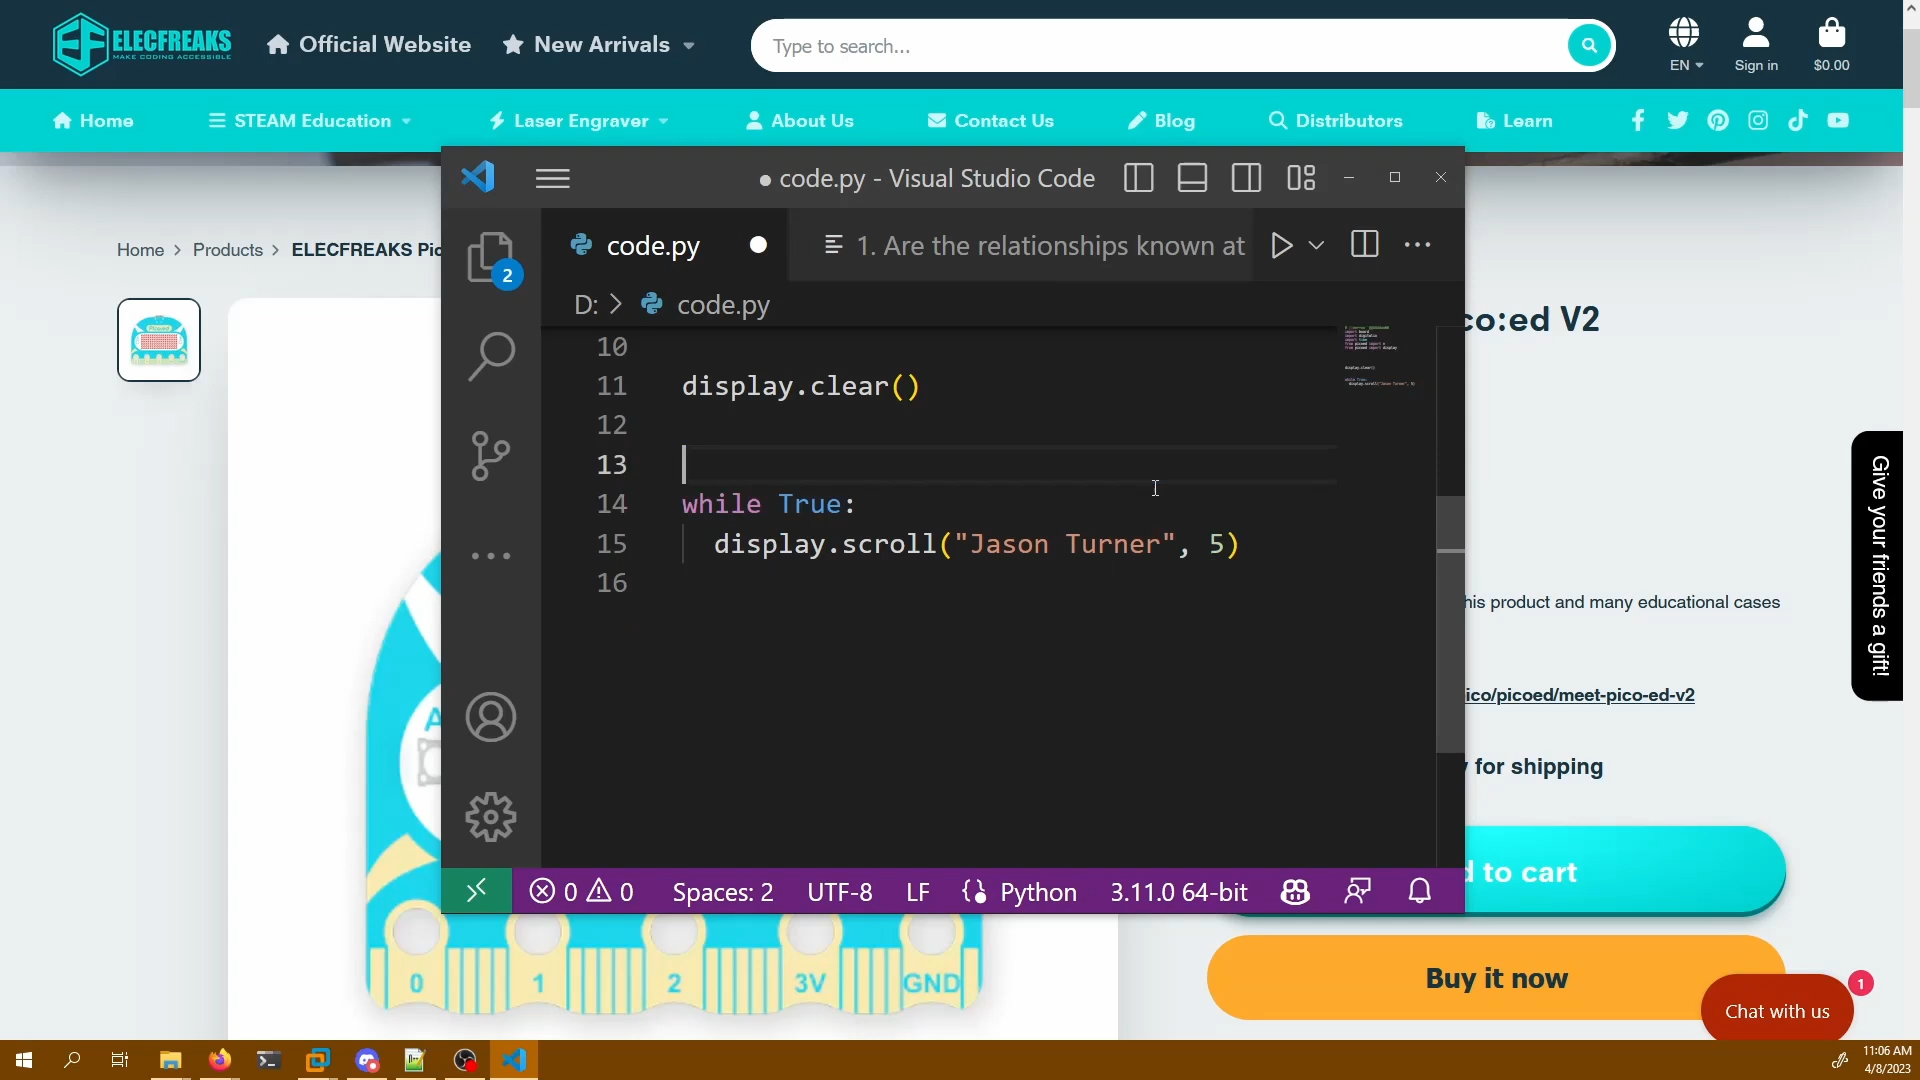 ELECFREAKS
MAKE CODING ACCESSIBLE
Official Website
New Arrivals
Type to search...
EN
Sign in
$0.00
Home
STEAM Education
Laser Engraver
About Us
Contact Us
Blog
Distributors
Learn
● code.py - Visual Studio Code
Home > Products > ELECFREAKS Pic
code.py
1. Are the relationships known at
2
D: > code.py
10
11 display.clear()
12
13
14 while True:
15 display.scroll("Jason Turner", 5)
16
co:ed V2
Give your friends a gift!
his product and many educational cases
ico/picoed/meet-pico-ed-v2
for shipping
d to cart
Buy it now
Chat with us
1
0 0 Spaces: 2 UTF-8 LF Python 3.11.0 64-bit
A
0 1 2 3V GND
11:06 AM
4/8/2023